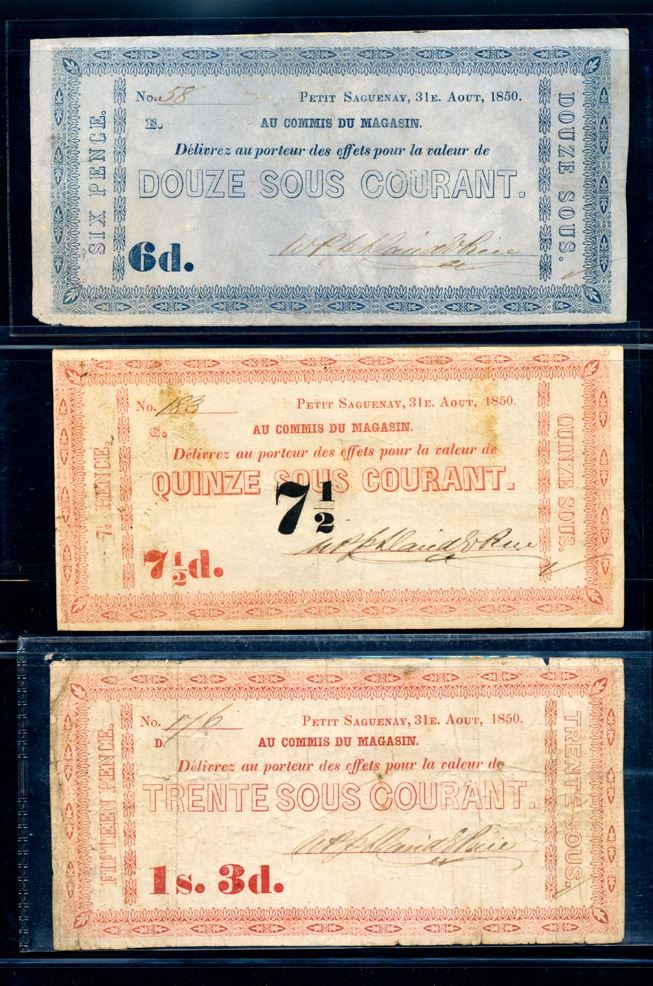 No. 58 PETIT SAGUENAY, 31E. AOUT, 1850.
AU COMMIS DU MAGASIN.
Délivrez au porteur des effets pour la valeur de
DOUZE SOUS COURANT.
6d.
SIX PENCE.
DOUZE SOUS.
No. 183 PETIT SAGUENAY, 31E. AOUT, 1850.
C.
AU COMMIS DU MAGASIN.
Délivrez au porteur des effets pour la valeur de
QUINZE SOUS COURANT.
7 1/2
7 1/2 d.
PENCE.
QUINZE SOUS.
No. 176 PETIT SAGUENAY, 31E. AOUT, 1850.
D.
AU COMMIS DU MAGASIN.
Délivrez au porteur des effets pour la valeur de
TRENTE SOUS COURANT.
1s. 3d.
FIFTEEN PENCE.
TRENTE SOUS.